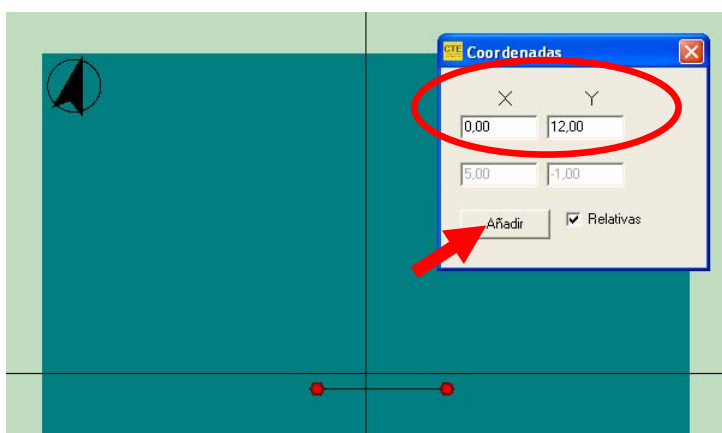 CTE Coordenadas
X Y
0,00 12,00
5,00 -1,00
Añadir Relativas